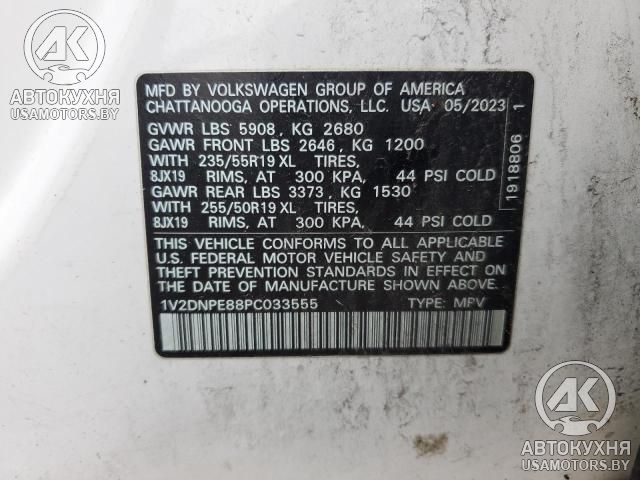 АК
АВТОКУХНЯ
USAMOTORS.BY
MFD BY VOLKSWAGEN GROUP OF AMERICA
CHATTANOOGA OPERATIONS, LLC. USA 05/2023
GVWR LBS 5908, KG 2680
GAWR FRONT LBS 2646, KG 1200
WITH 235/55R19 XL TIRES,
8JX19 RIMS, AT 300 KPA, 44 PSI COLD
GAWR REAR LBS 3373, KG 1530
WITH 255/50R19 XL TIRES,
8JX19 RIMS, AT 300 KPA, 44 PSI COLD
THIS VEHICLE CONFORMS TO ALL APPLICABLE
U.S. FEDERAL MOTOR VEHICLE SAFETY AND
THEFT PREVENTION STANDARDS IN EFFECT ON
THE DATE OF MANUFACTURE SHOWN ABOVE.
1V2DNPE88PC033555 TYPE: MPV
1918806 1
АК
АВТОКУХНЯ
USAMOTORS.BY